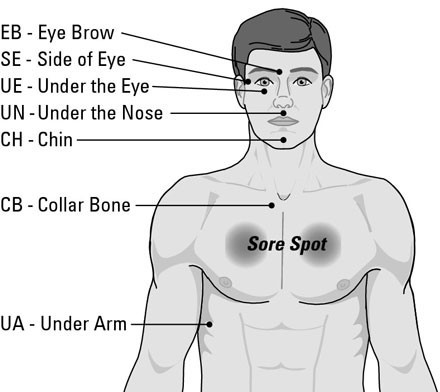 EB - Eye Brow
SE - Side of Eye
UE - Under the Eye
UN - Under the Nose
CH - Chin
CB - Collar Bone
Sore Spot
UA - Under Arm